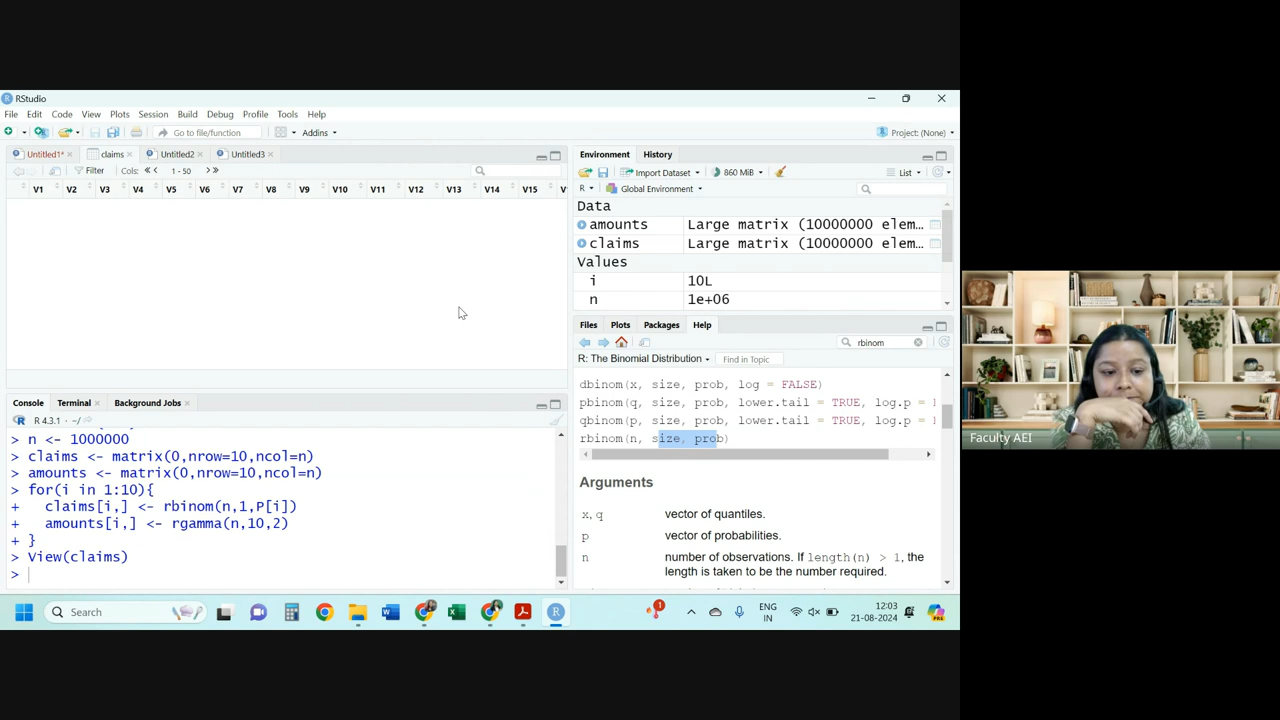 RStudio
File Edit Code View Plots Session Build Debug Profile Tools Help
Go to file/function Addins Project: (None)
Untitled1* claims Untitled2 Untitled3
Filter Cols: 1 - 50
V1 V2 V3 V4 V5 V6 V7 V8 V9 V10 V11 V12 V13 V14 V15 V
Environment History
Import Dataset 860 MiB List
R Global Environment
Data
amounts Large matrix (10000000 elem…
claims Large matrix (10000000 elem…
Values
i 10L
n 1e+06
Files Plots Packages Help
rbinom
R: The Binomial Distribution Find in Topic
dbinom(x, size, prob, log = FALSE)
pbinom(q, size, prob, lower.tail = TRUE, log.p =
qbinom(p, size, prob, lower.tail = TRUE, log.p =
rbinom(n, size, prob)
Arguments
x, q vector of quantiles.
p vector of probabilities.
n number of observations. If length(n) > 1, the
length is taken to be the number required.
Console Terminal Background Jobs
R 4.3.1 · ~/
> n <- 1000000
> claims <- matrix(0,nrow=10,ncol=n)
> amounts <- matrix(0,nrow=10,ncol=n)
> for(i in 1:10){
+ claims[i,] <- rbinom(n,1,P[i])
+ amounts[i,] <- rgamma(n,10,2)
+ }
> View(claims)
>
Search
1
ENG
IN
12:03
21-08-2024
Faculty AEI